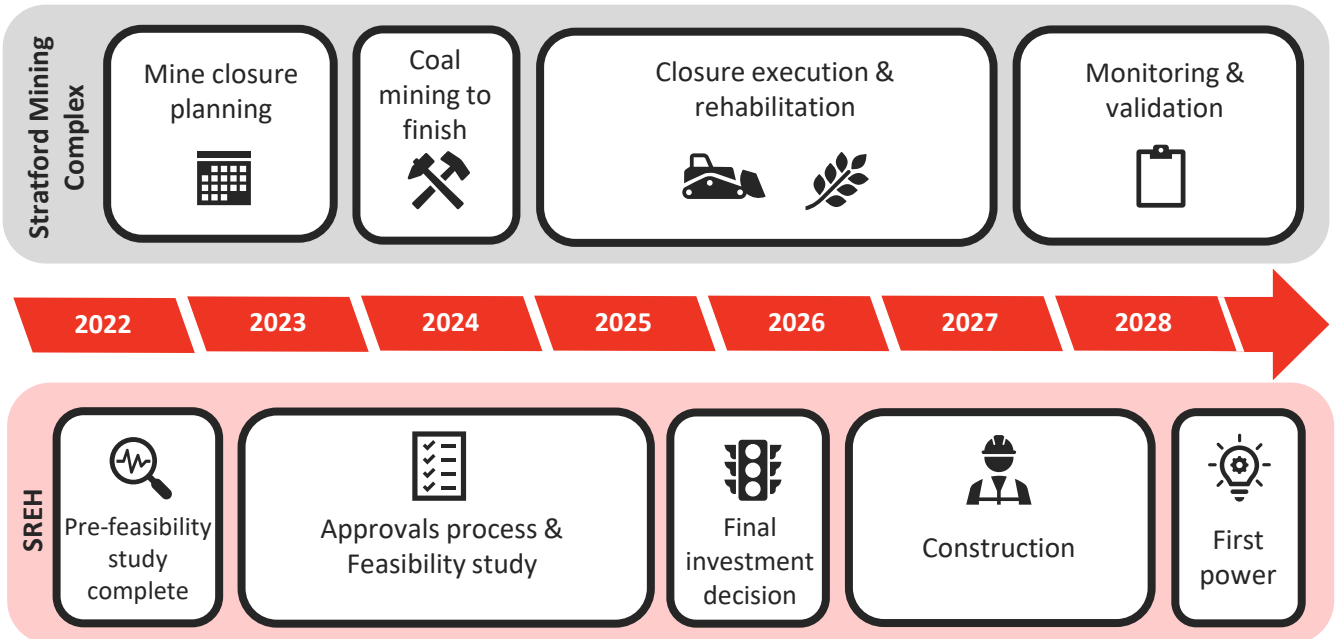 Stratford Mining
Complex
Mine closure
planning
Coal
mining to
finish
Closure execution &
rehabilitation
Monitoring &
validation
2022
2023
2024
2025
2026
2027
2028
SREH
Pre-feasibility
study
complete
Approvals process &
Feasibility study
Final
investment
decision
Construction
First
power